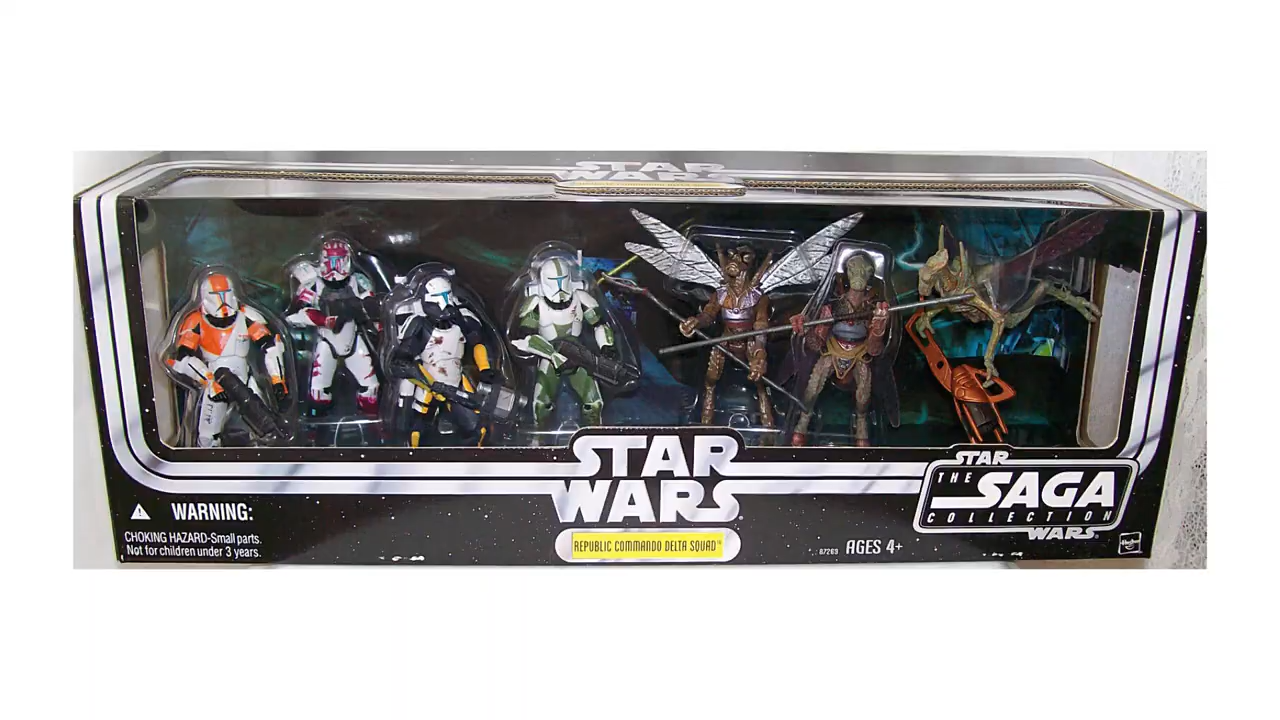 STAR
WARS
STAR
WARS
REPUBLIC COMMANDO DELTA SQUAD™
WARNING:
CHOKING HAZARD-Small parts.
Not for children under 3 years.
87269 AGES 4+
STAR
THE SAGA
COLLECTION
WARS
Hasbro